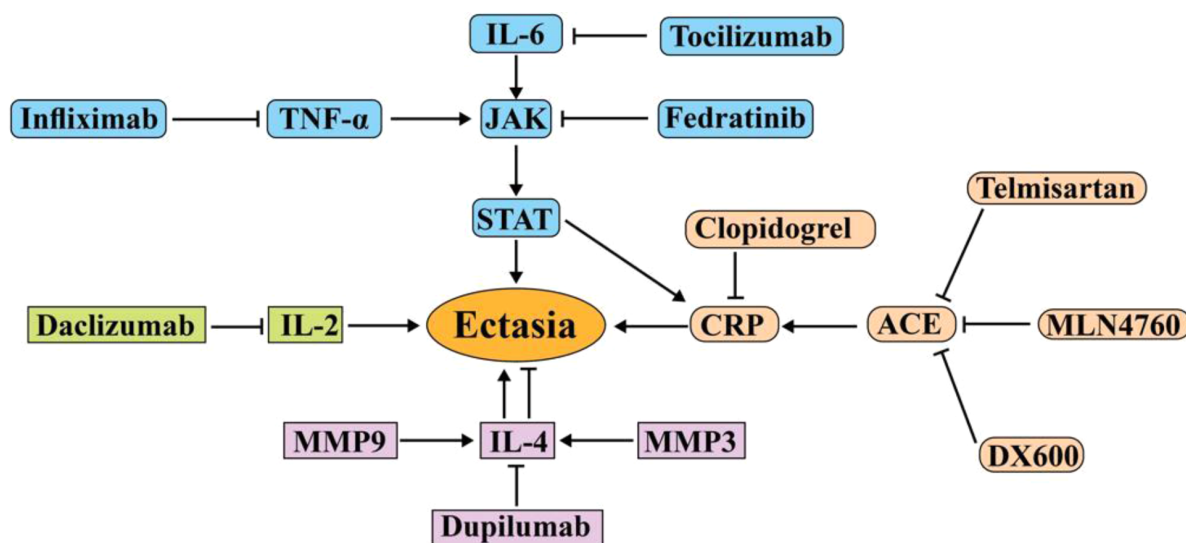 IL-6
Tocilizumab
Infliximab
TNF-α
JAK
Fedratinib
Telmisartan
STAT
Clopidogrel
Daclizumab
IL-2
Ectasia
CRP
ACE
MLN4760
MMP9
IL-4
MMP3
DX600
Dupilumab